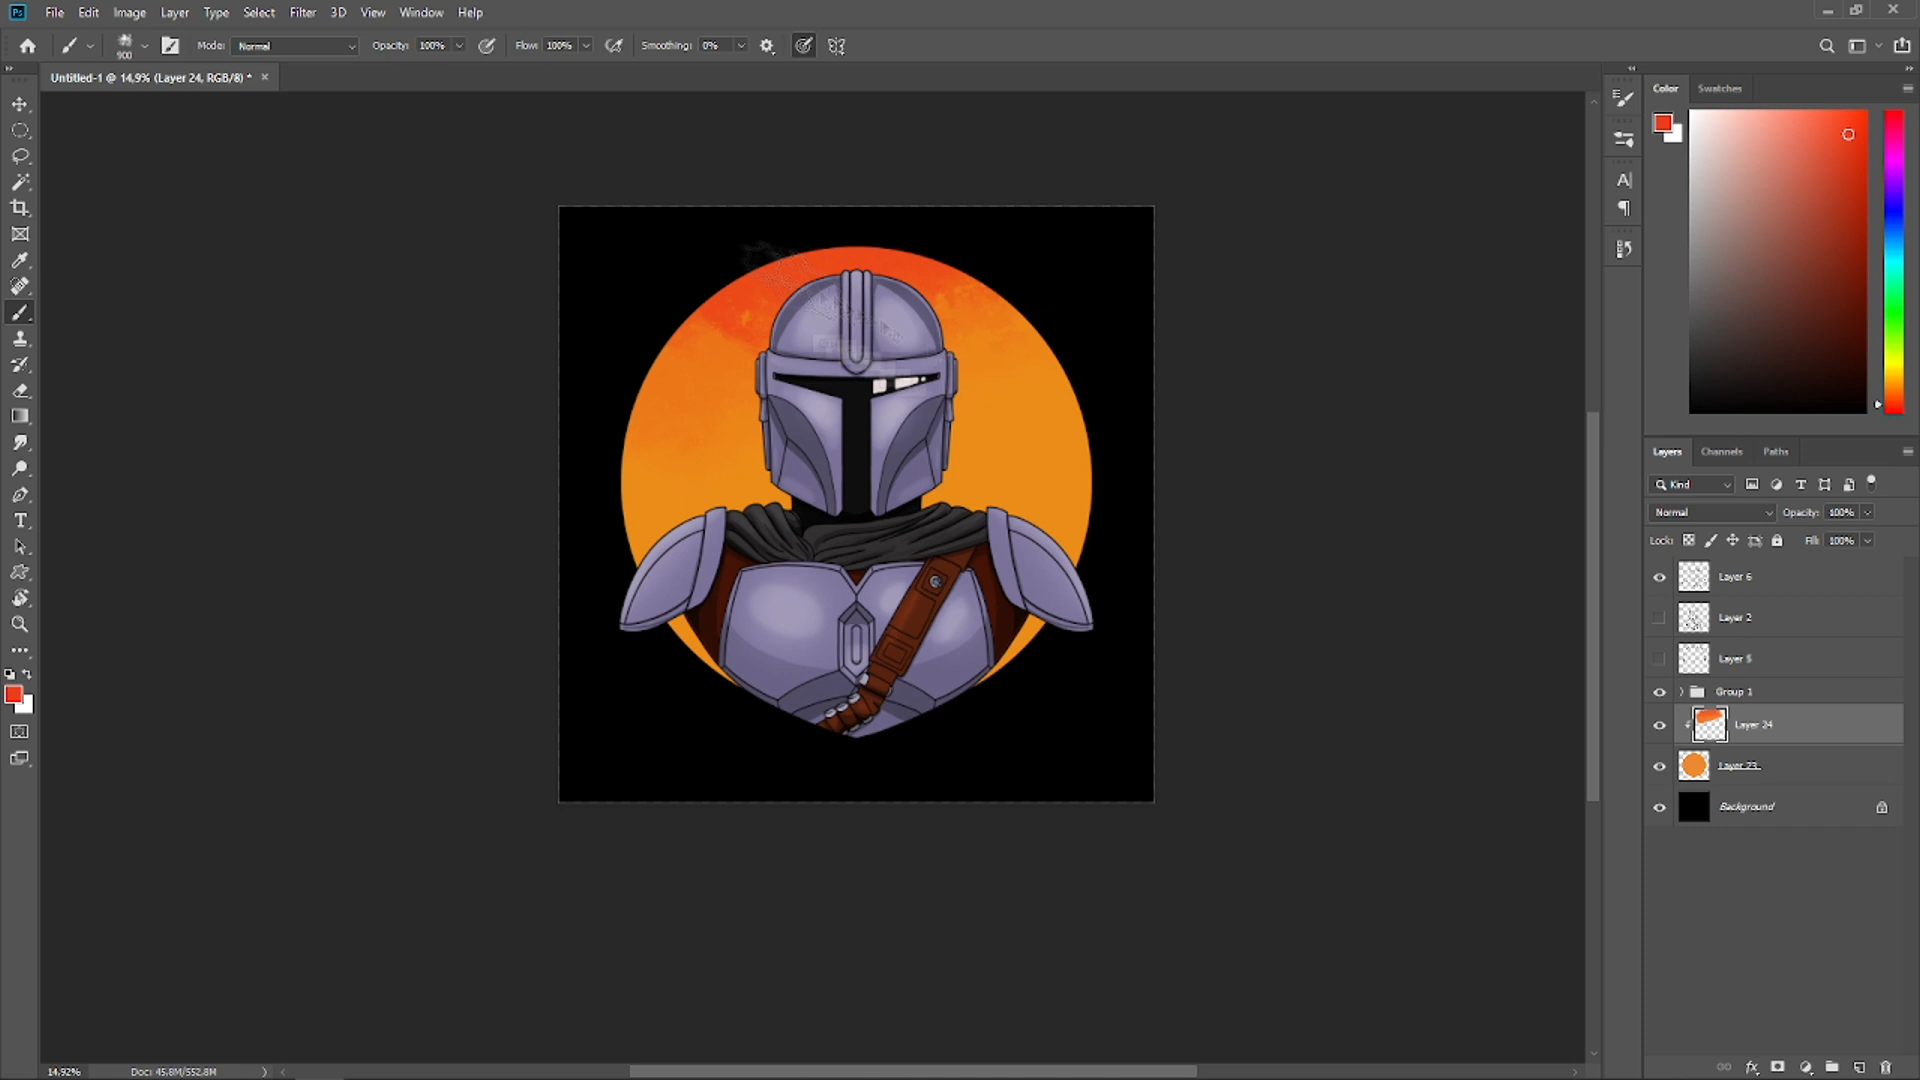 Ps File Edit Image Layer Type Select Filter 3D View Window Help
900 Mode: Normal Opacity: 100% Flow: 100% Smoothing: 0%
Untitled-1 @ 14,9% (Layer 24, RGB/8) *
Color Swatches
Layers Channels Paths
Kind
Normal Opacity: 100%
Lock: Fill: 100%
Layer 6
Layer 2
Layer 5
Group 1
Layer 24
Layer 23
Background
14,92% Doc: 45,8M/552,8M